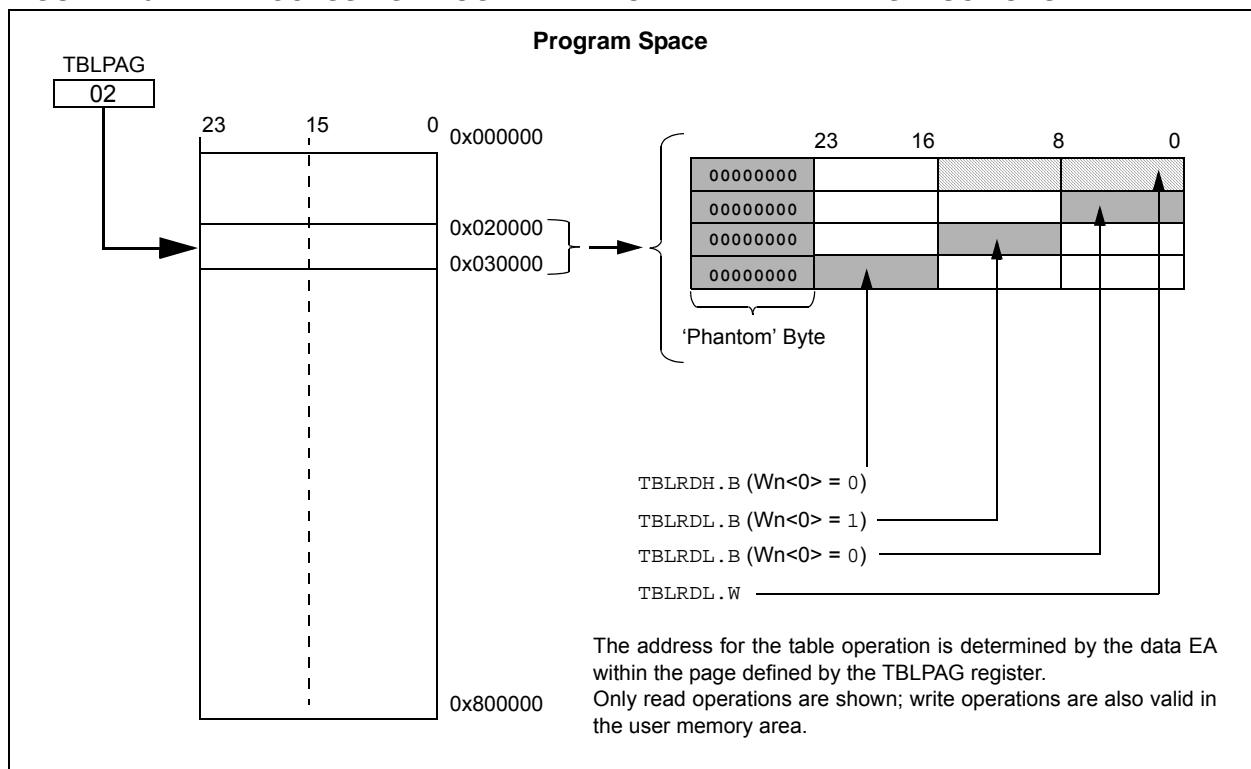 Program Space
TBLPAG
02
23 15 0
0x000000
0x020000
0x030000
0x800000
23 16 8 0
00000000
00000000
00000000
00000000
‘Phantom’ Byte
TBLRDH.B (Wn<0> = 0)
TBLRDL.B (Wn<0> = 1)
TBLRDL.B (Wn<0> = 0)
TBLRDL.W
The address for the table operation is determined by the data EA
within the page defined by the TBLPAG register.
Only read operations are shown; write operations are also valid in
the user memory area.